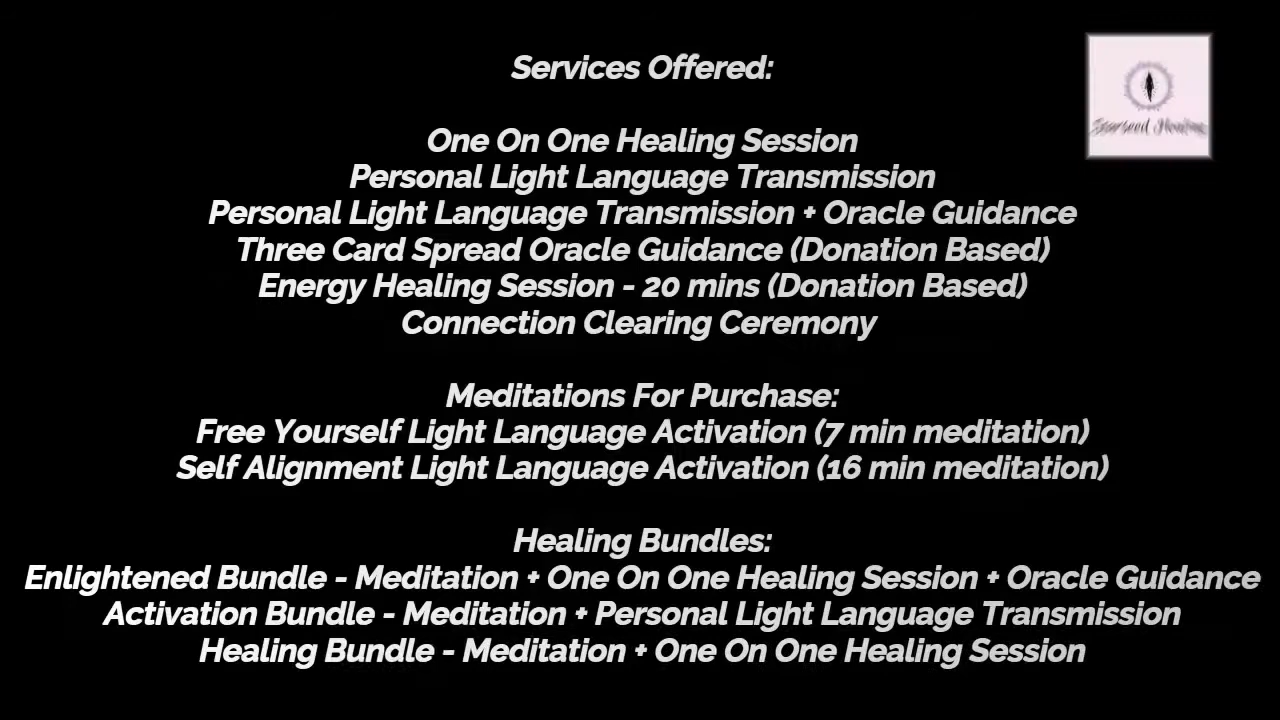 Services Offered:
One On One Healing Session
Personal Light Language Transmission
Personal Light Language Transmission + Oracle Guidance
Three Card Spread Oracle Guidance (Donation Based)
Energy Healing Session - 20 mins (Donation Based)
Connection Clearing Ceremony
Meditations For Purchase:
Free Yourself Light Language Activation (7 min meditation)
Self Alignment Light Language Activation (16 min meditation)
Healing Bundles:
Enlightened Bundle - Meditation + One On One Healing Session + Oracle Guidance
Activation Bundle - Meditation + Personal Light Language Transmission
Healing Bundle - Meditation + One On One Healing Session
Starseed Healing